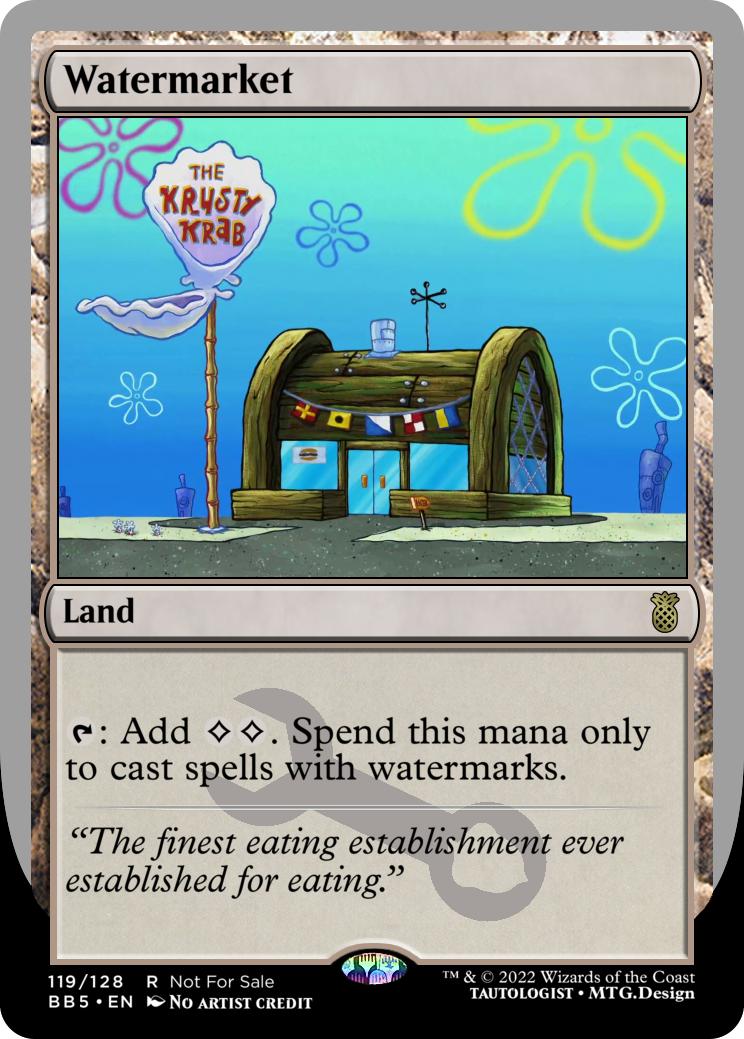 Watermarket
THE
KRUSTY
KRAB
Land
: Add . Spend this mana only
to cast spells with watermarks.
“The finest eating establishment ever
established for eating.”
119/128 R Not For Sale
BB5 • EN No artist credit
™ & © 2022 Wizards of the Coast
TAUTOLOGIST • MTG.Design